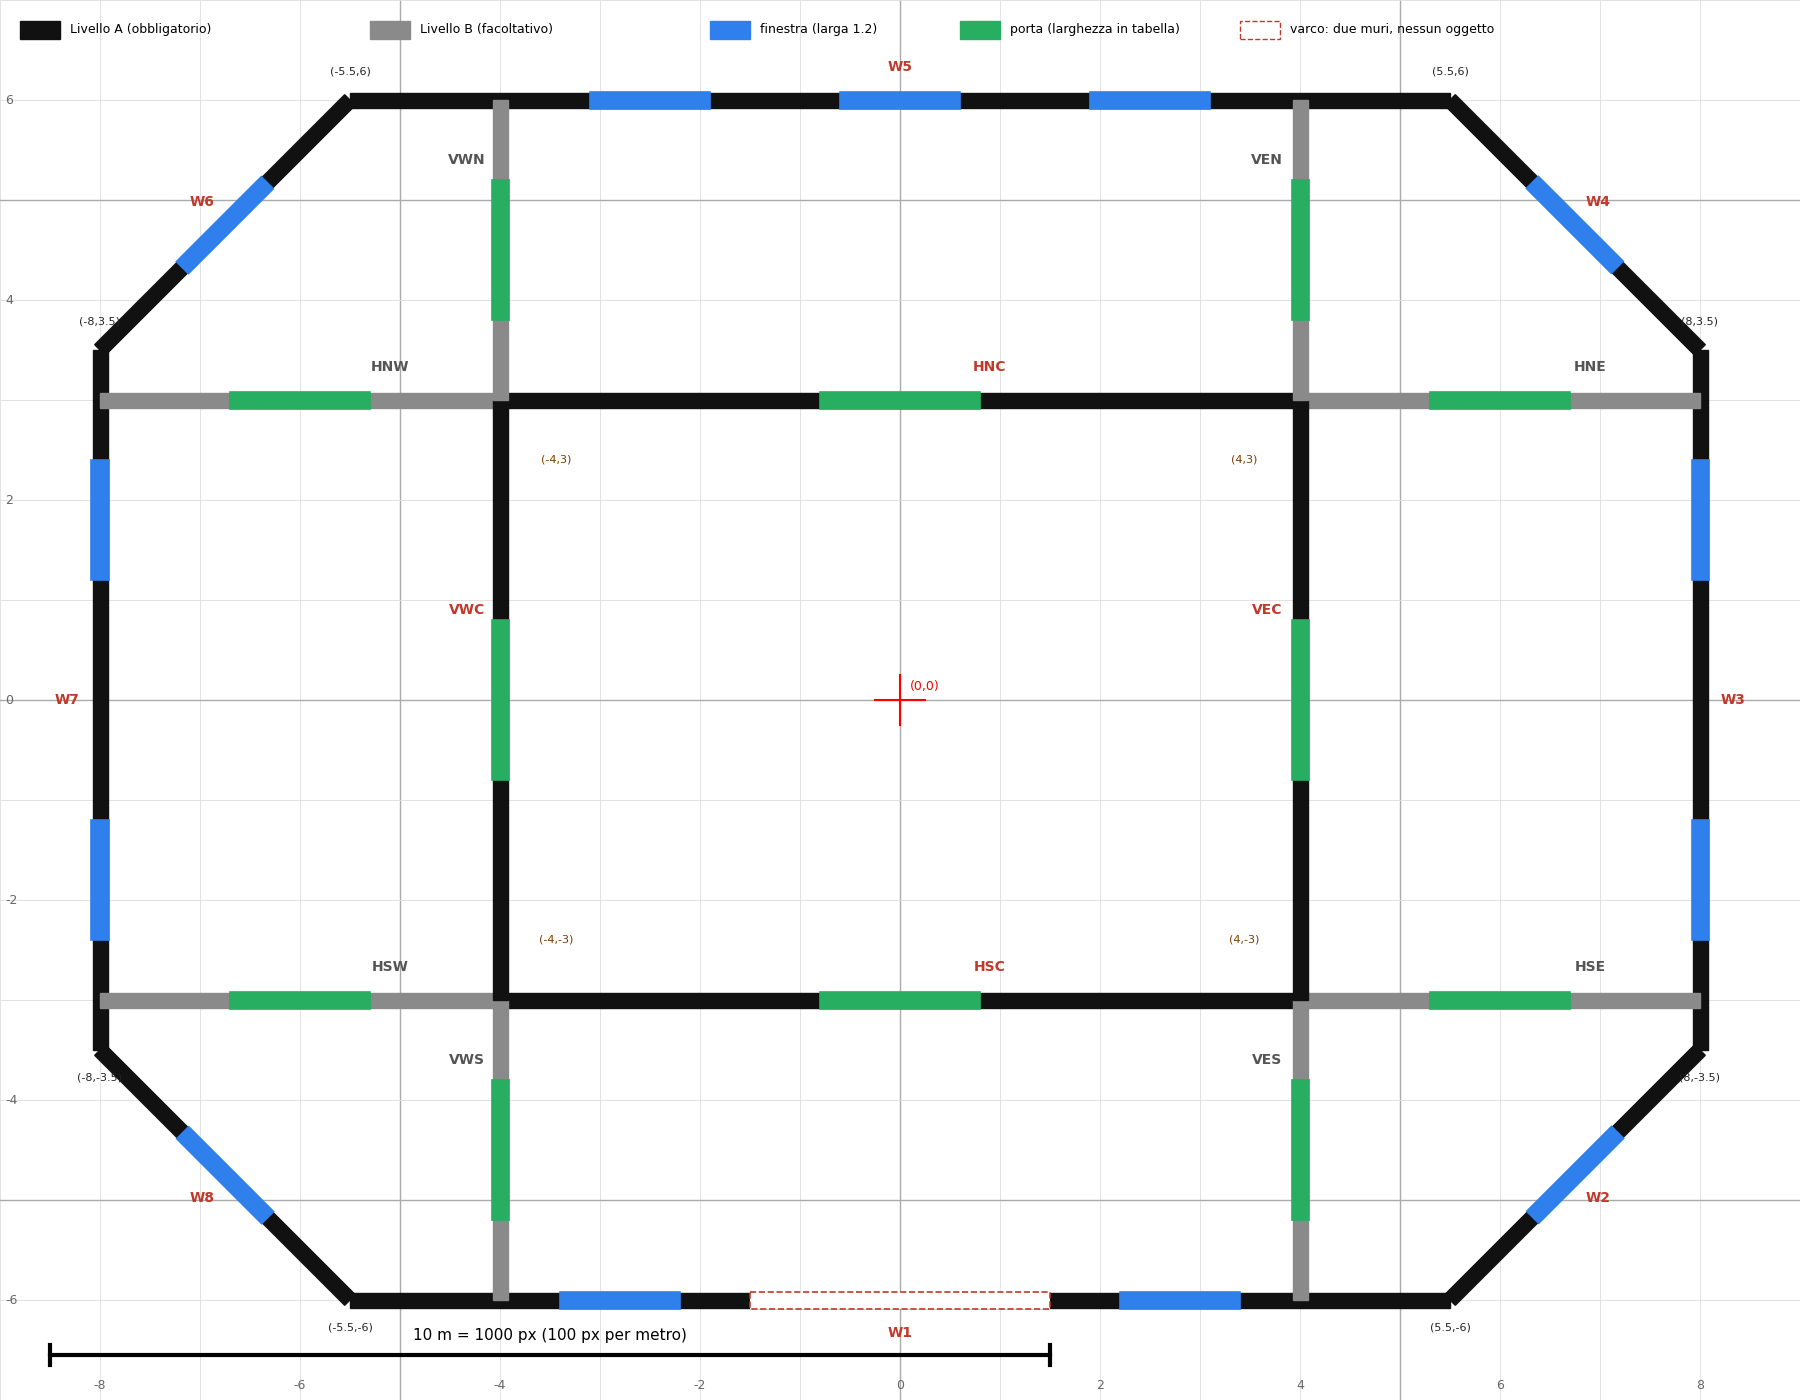 Livello A (obbligatorio)
Livello B (facoltativo)
finestra (larga 1.2)
porta (larghezza in tabella)
varco: due muri, nessun oggetto
(-5.5,6)
W5
(5.5,6)
6
VWN
VEN
W6
W4
4
(-8,3.5)
(8,3.5)
HNW
HNC
HNE
(-4,3)
(4,3)
2
VWC
VEC
(0,0)
W7
0
W3
-2
(-4,-3)
(4,-3)
HSW
HSC
HSE
VWS
VES
(-8,-3.5)
(8,-3.5)
-4
W8
W2
-6
(-5.5,-6)
10 m = 1000 px (100 px per metro)
W1
(5.5,-6)
-8
-6
-4
-2
0
2
4
6
8